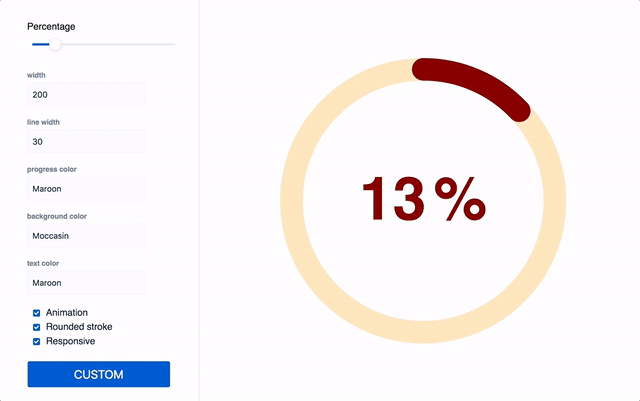 Percentage
width
200
line width
30
progress color
Maroon
background color
Moccasin
text color
Maroon
Animation
Rounded stroke
Responsive
CUSTOM
13%